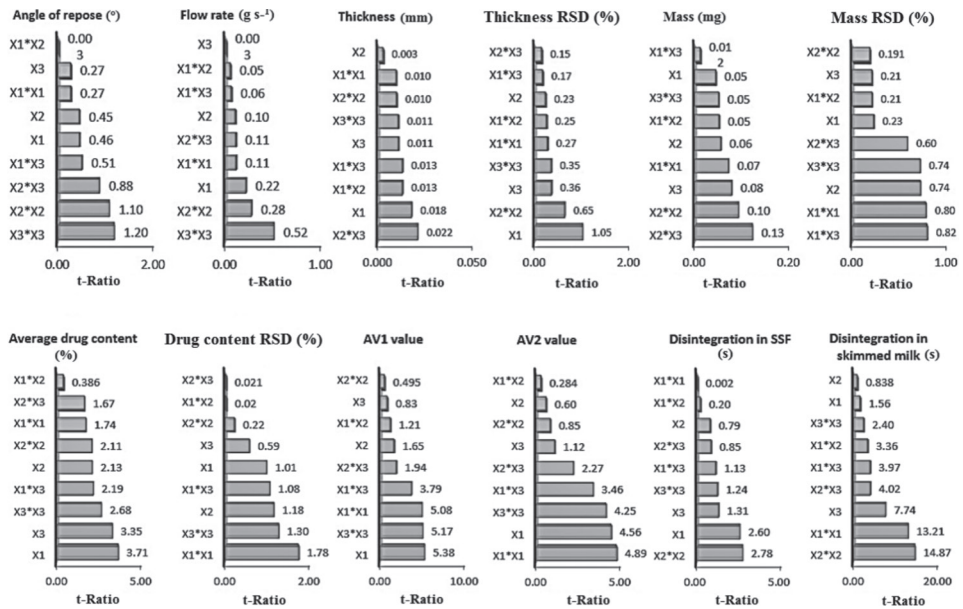 Angle of repose (°)
X1*X2 0.00
3
X3 0.27
X1*X1 0.27
X2 0.45
X1 0.46
X1*X3 0.51
X2*X3 0.88
X2*X2 1.10
X3*X3 1.20
0.00 2.00
t-Ratio
Flow rate (g s-1)
X3 0.00
3
X1*X2 0.05
X1*X3 0.06
X2 0.10
X2*X3 0.11
X1*X1 0.11
X1 0.22
X2*X2 0.28
X3*X3 0.52
0.00 1.00
t-Ratio
Thickness (mm)
X2 0.003
X1*X1 0.010
X2*X2 0.010
X3*X3 0.011
X3 0.011
X1*X3 0.013
X1*X2 0.013
X1 0.018
X2*X3 0.022
0.000 0.050
t-Ratio
Thickness RSD (%)
X2*X3 0.15
X1*X3 0.17
X2 0.23
X1*X2 0.25
X1*X1 0.27
X3*X3 0.35
X3 0.36
X2*X2 0.65
X1 1.05
0.00 2.00
t-Ratio
Mass (mg)
X1*X3 0.01
2
X1 0.05
X3*X3 0.05
X1*X2 0.05
X2 0.06
X1*X1 0.07
X3 0.08
X2*X2 0.10
X2*X3 0.13
0.00 0.20
t-Ratio
Mass RSD (%)
X2*X2 0.191
X3 0.21
X1*X2 0.21
X1 0.23
X2*X3 0.60
X3*X3 0.74
X2 0.74
X1*X1 0.80
X1*X3 0.82
0.00 1.00
t-Ratio
Average drug content
(%)
X1*X2 0.386
X2*X3 1.67
X1*X1 1.74
X2*X2 2.11
X2 2.13
X1*X3 2.19
X3*X3 2.68
X3 3.35
X1 3.71
0.00 5.00
t-Ratio
Drug content RSD (%)
X2*X3 0.021
X1*X2 0.02
X2*X2 0.22
X3 0.59
X1 1.01
X1*X3 1.08
X2 1.18
X3*X3 1.30
X1*X1 1.78
0.00 2.00
t-Ratio
AV1 value
X2*X2 0.495
X3 0.83
X1*X2 1.21
X2 1.65
X2*X3 1.94
X1*X3 3.79
X1*X1 5.08
X3*X3 5.17
X1 5.38
0.00 10.00
t-Ratio
AV2 value
X1*X2 0.284
X2 0.60
X2*X2 0.85
X3 1.12
X2*X3 2.27
X1*X3 3.46
X3*X3 4.25
X1 4.56
X1*X1 4.89
0.00 5.00
t-Ratio
Disintegration in SSF
(s)
X1*X1 0.002
X1*X2 0.20
X2 0.79
X2*X3 0.85
X1*X3 1.13
X3*X3 1.24
X3 1.31
X1 2.60
X2*X2 2.78
0.00 5.00
t-Ratio
Disintegration in
skimmed milk (s)
X2 0.838
X1 1.56
X3*X3 2.40
X1*X2 3.36
X1*X3 3.97
X2*X3 4.02
X3 7.74
X1*X1 13.21
X2*X2 14.87
0.00 20.00
t-Ratio